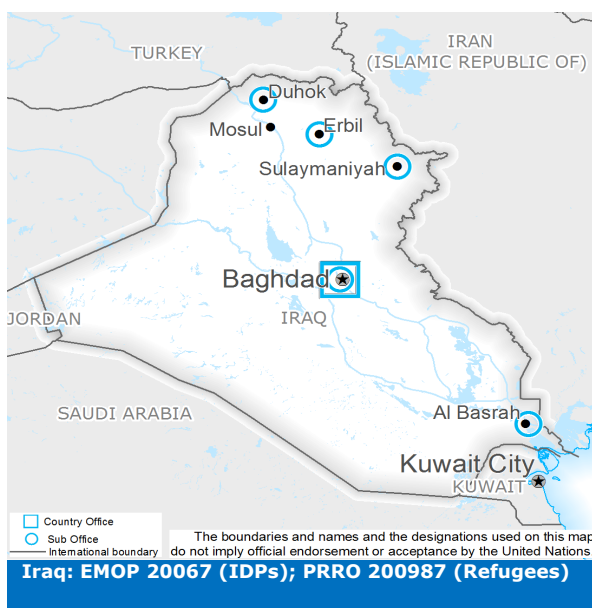 TURKEY
IRAN
(ISLAMIC REPUBLIC OF)
Duhok
Mosul
Erbil
Sulaymaniyah
Baghdad
IRAQ
JORDAN
SAUDI ARABIA
Al Basrah
Kuwait City
KUWAIT
Country Office
Sub Office
International boundary
The boundaries and names and the designations used on this map
do not imply official endorsement or acceptance by the United Nations
Iraq: EMOP 20067 (IDPs); PRRO 200987 (Refugees)